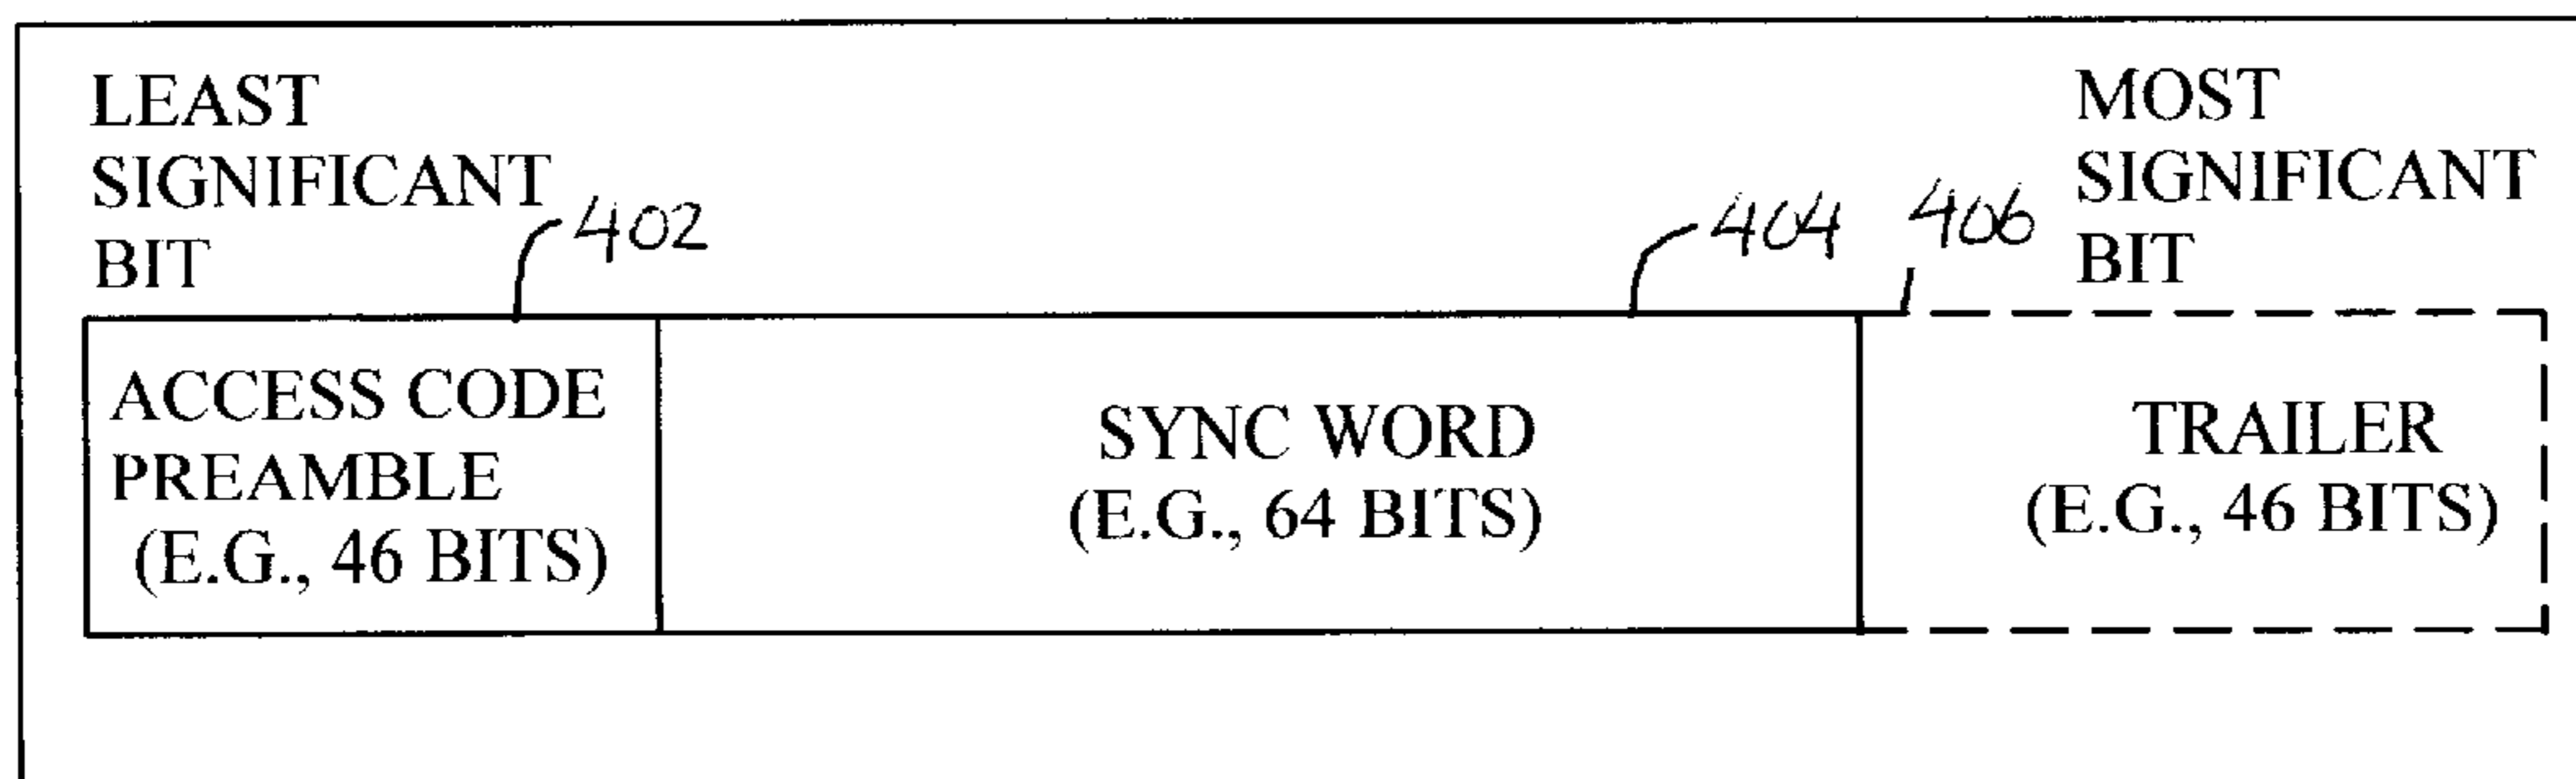 LEAST
SIGNIFICANT
BIT
MOST
SIGNIFICANT
BIT
402
404
406
ACCESS CODE
PREAMBLE
(E.G., 46 BITS)
SYNC WORD
(E.G., 64 BITS)
TRAILER
(E.G., 46 BITS)